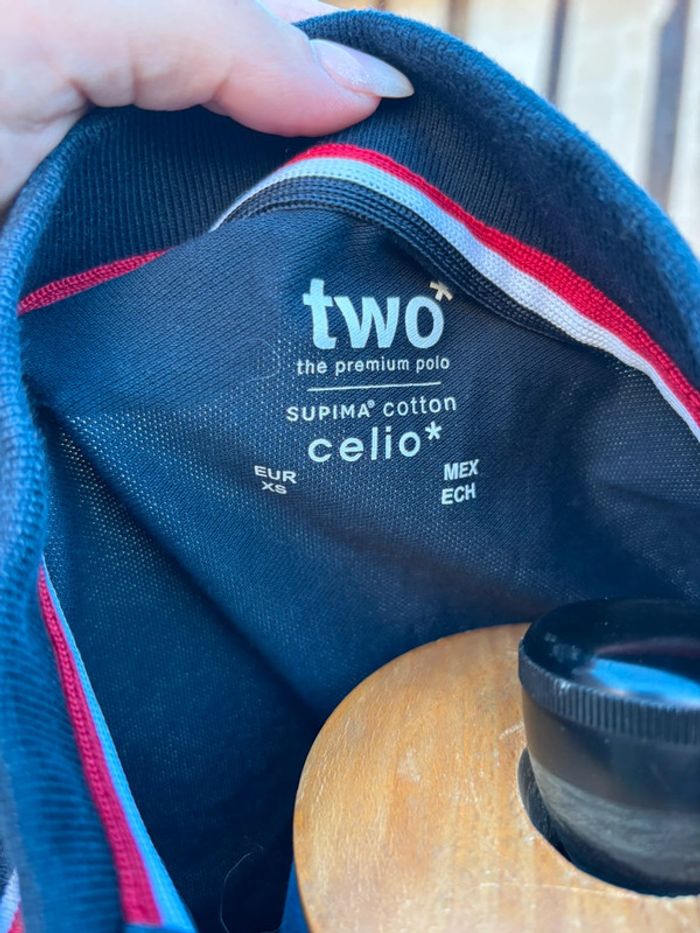 two*
the premium polo
SUPIMA® cotton
celio*
EUR
XS
MEX
ECH